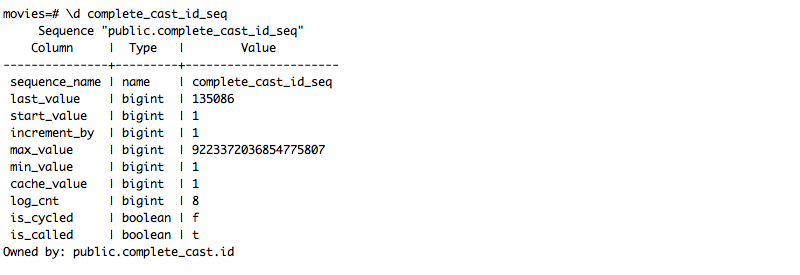 movies=# \d complete_cast_id_seq
     Sequence "public.complete_cast_id_seq"
    Column     |  Type   |        Value
---------------+---------+----------------------
 sequence_name | name    | complete_cast_id_seq
 last_value    | bigint  | 135086
 start_value   | bigint  | 1
 increment_by  | bigint  | 1
 max_value     | bigint  | 9223372036854775807
 min_value     | bigint  | 1
 cache_value   | bigint  | 1
 log_cnt       | bigint  | 8
 is_cycled     | boolean | f
 is_called     | boolean | t
Owned by: public.complete_cast.id